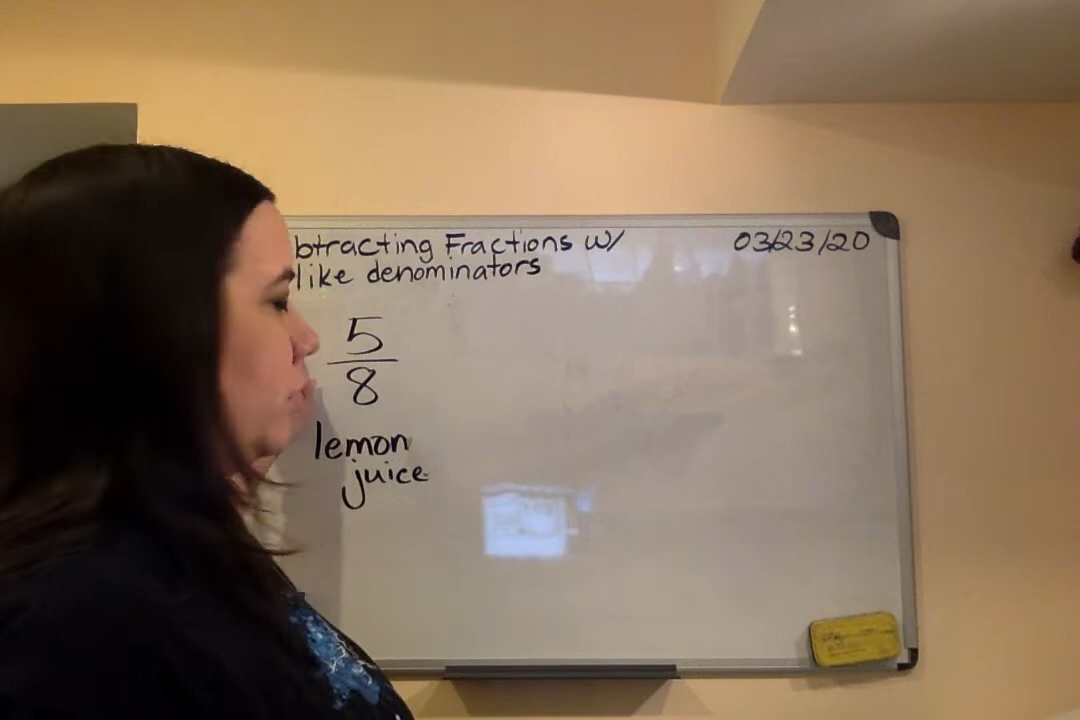 btracting Fractions w/ 03/23/20
like denominators
5
8
lemon
juice